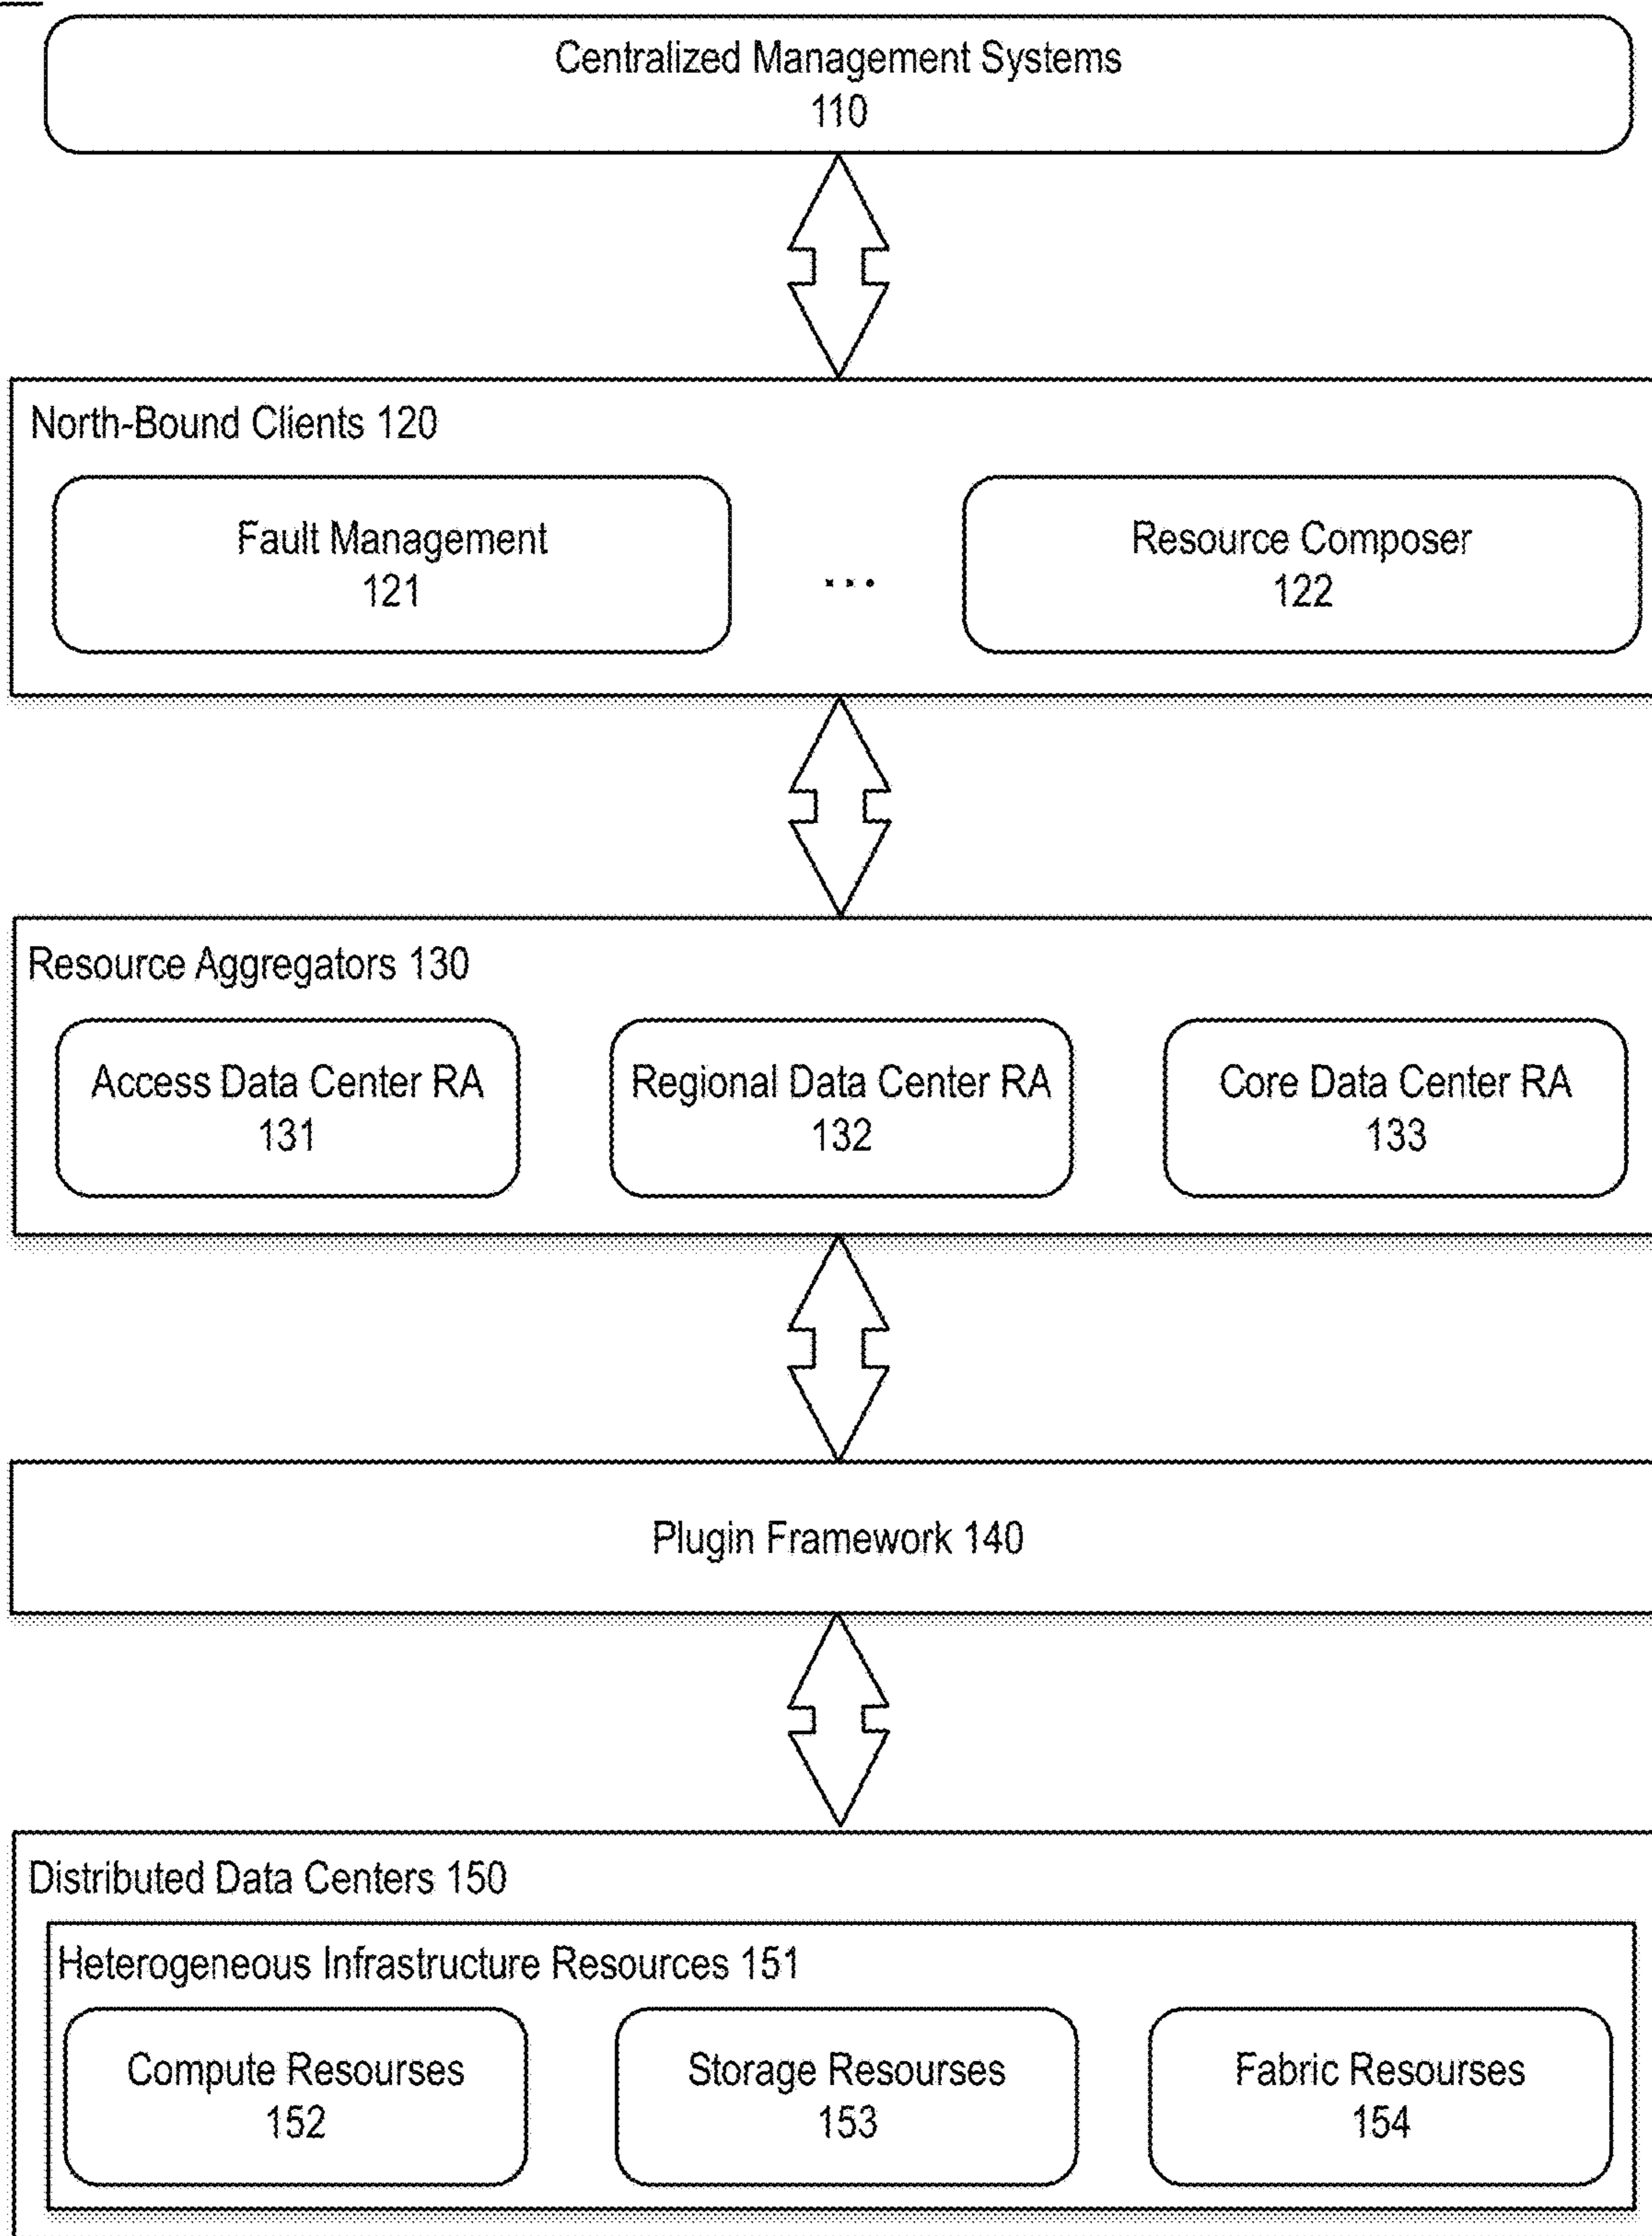 Centralized Management Systems
110
North-Bound Clients 120
Fault Management
121
...
Resource Composer
122
Resource Aggregators 130
Access Data Center RA
131
Regional Data Center RA
132
Core Data Center RA
133
Plugin Framework 140
Distributed Data Centers 150
Heterogeneous Infrastructure Resources 151
Compute Resourses
152
Storage Resourses
153
Fabric Resourses
154